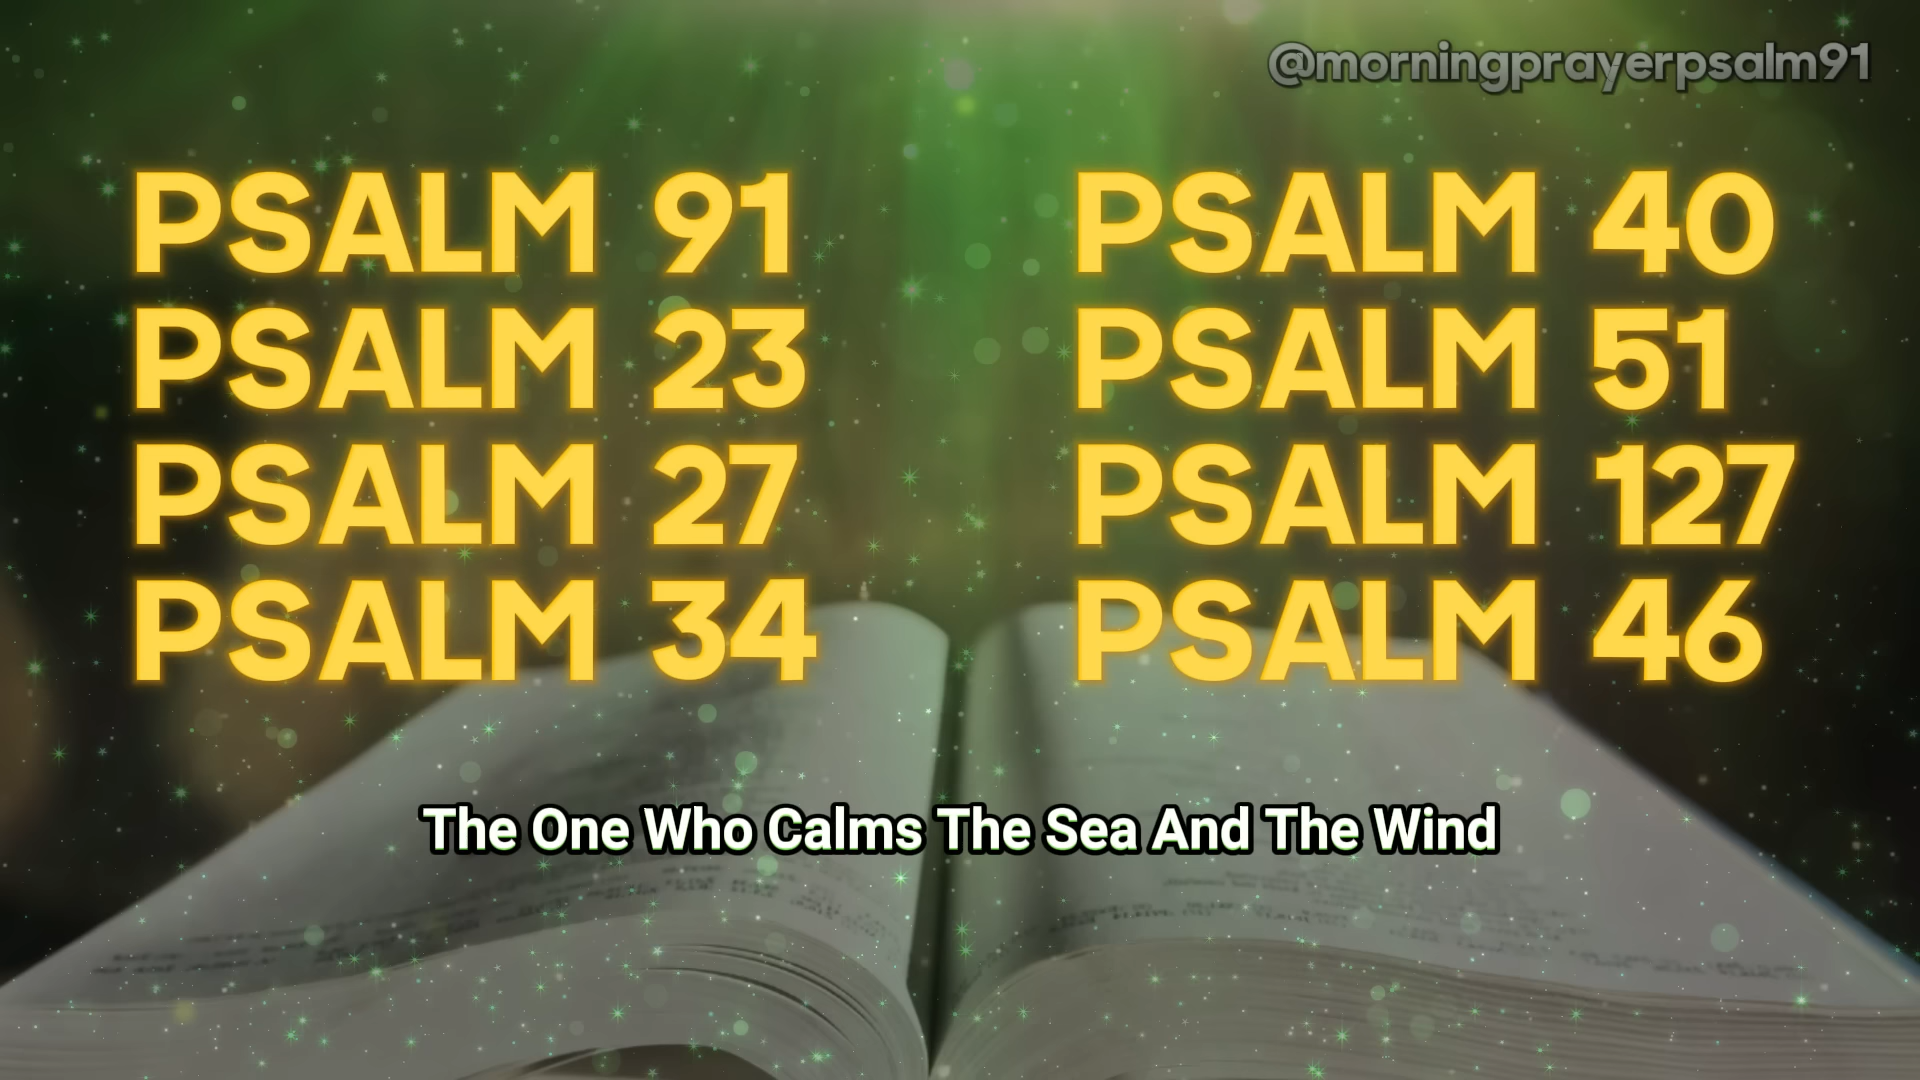 @morningprayerpsalm91
PSALM 91
PSALM 23
PSALM 27
PSALM 34
PSALM 40
PSALM 51
PSALM 127
PSALM 46
The One Who Calms The Sea And The Wind